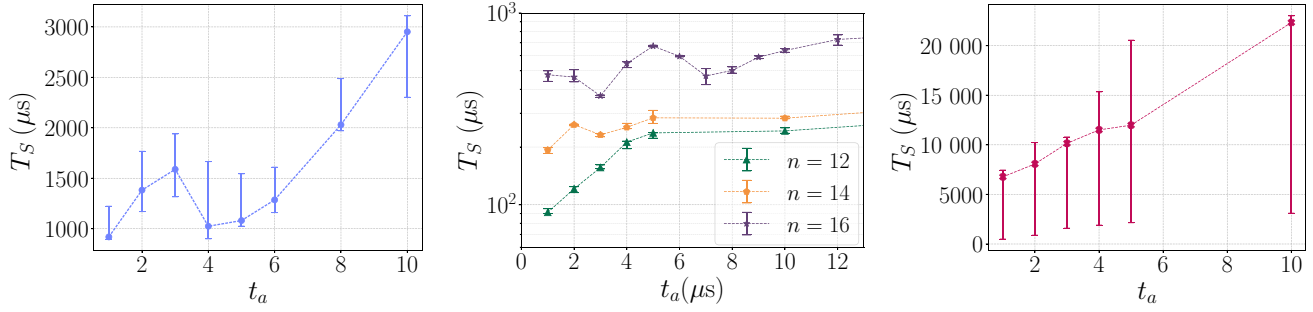 3000
2500
2000
1500
1000
T_S (μs)
2 4 6 8 10
t_a
10^3
10^2
T_S (μs)
0 2 4 6 8 10 12
t_a(μs)
n = 12
n = 14
n = 16
20 000
15 000
10 000
5000
0
T_S (μs)
2 4 6 8 10
t_a